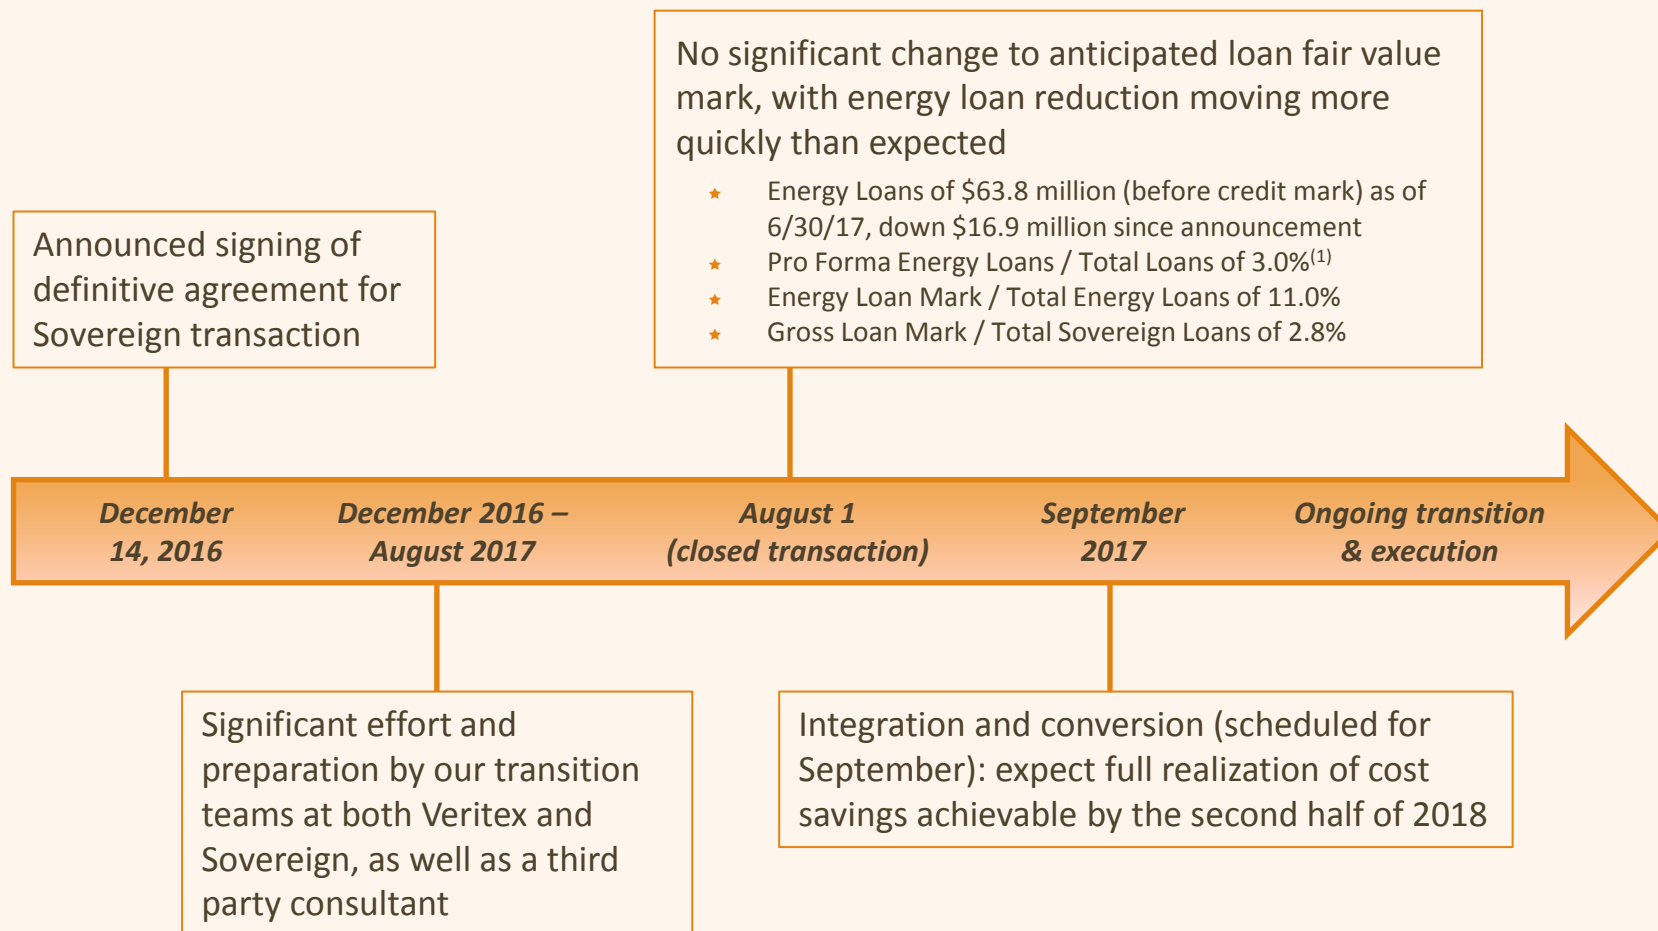 No significant change to anticipated loan fair value
mark, with energy loan reduction moving more
quickly than expected
Energy Loans of $63.8 million (before credit mark) as of
6/30/17, down $16.9 million since announcement
Pro Forma Energy Loans / Total Loans of 3.0%(1)
Energy Loan Mark / Total Energy Loans of 11.0%
Gross Loan Mark / Total Sovereign Loans of 2.8%
Announced signing of
definitive agreement for
Sovereign transaction
December
14, 2016
December 2016 –
August 2017
August 1
(closed transaction)
September
2017
Ongoing transition
& execution
Significant effort and
preparation by our transition
teams at both Veritex and
Sovereign, as well as a third
party consultant
Integration and conversion (scheduled for
September): expect full realization of cost
savings achievable by the second half of 2018